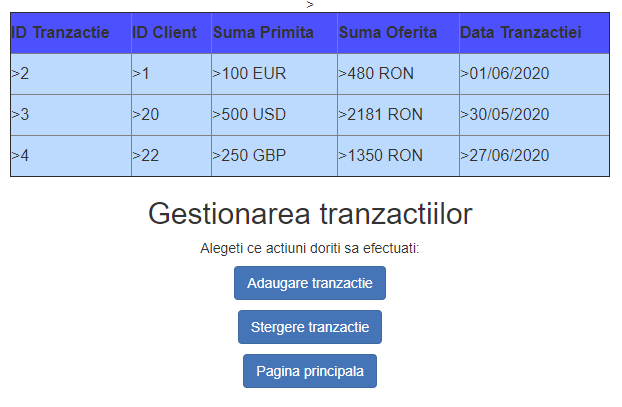 >
ID Tranzactie ID Client Suma Primita Suma Oferita Data Tranzactiei
>2 >1 >100 EUR >480 RON >01/06/2020
>3 >20 >500 USD >2181 RON >30/05/2020
>4 >22 >250 GBP >1350 RON >27/06/2020
Gestionarea tranzactiilor
Alegeti ce actiuni doriti sa efectuati:
Adaugare tranzactie
Stergere tranzactie
Pagina principala